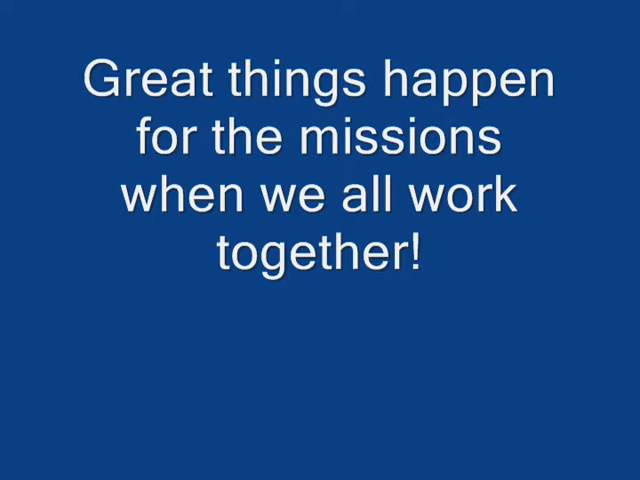 Great things happen
for the missions
when we all work
together!